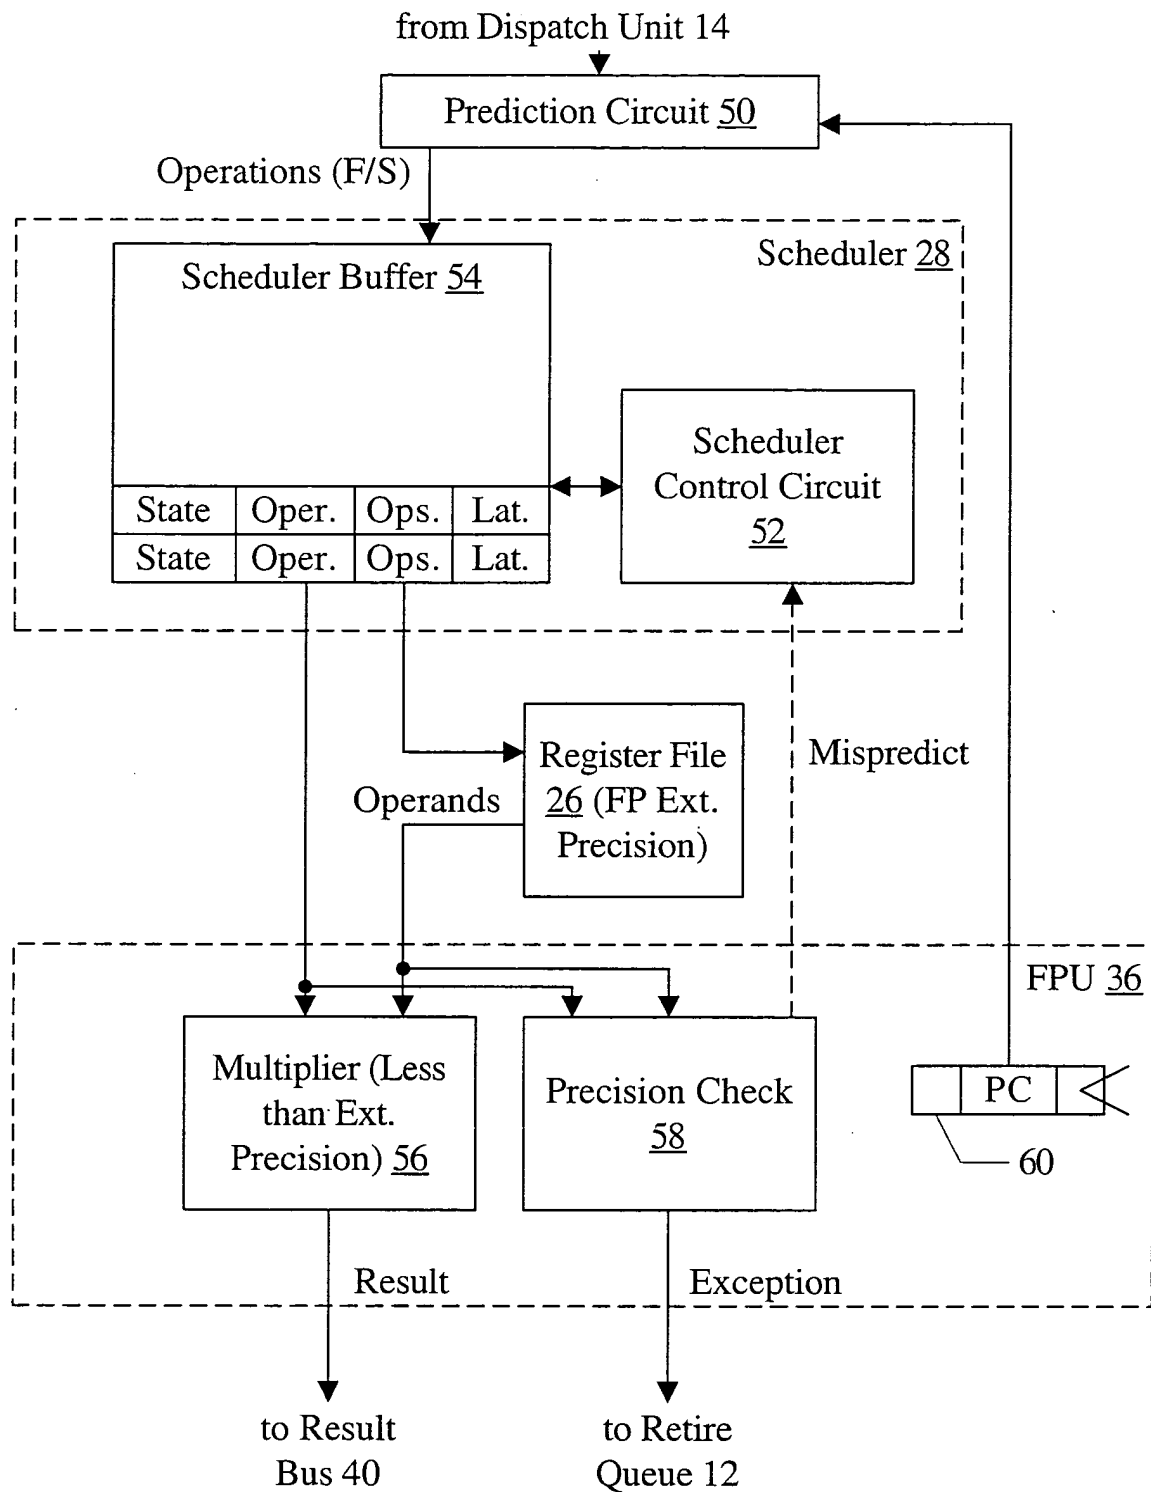 from Dispatch Unit 14
Prediction Circuit 50
Operations (F/S)
Scheduler 28
Scheduler Buffer 54
Scheduler
Control Circuit
52
State Oper. Ops. Lat.
State Oper. Ops. Lat.
Register File
26 (FP Ext.
Precision)
Mispredict
Operands
FPU 36
Multiplier (Less
than Ext.
Precision) 56
Precision Check
58
PC
60
Result
Exception
to Result
Bus 40
to Retire
Queue 12